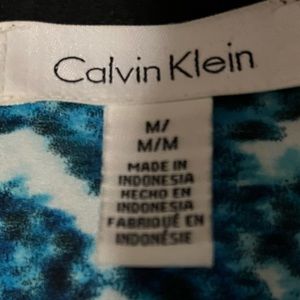 Calvin Klein
M/
M/M
MADE IN
INDONESIA
HECHO EN
INDONESIA
FABRIQUÉ EN
INDONÉSIE